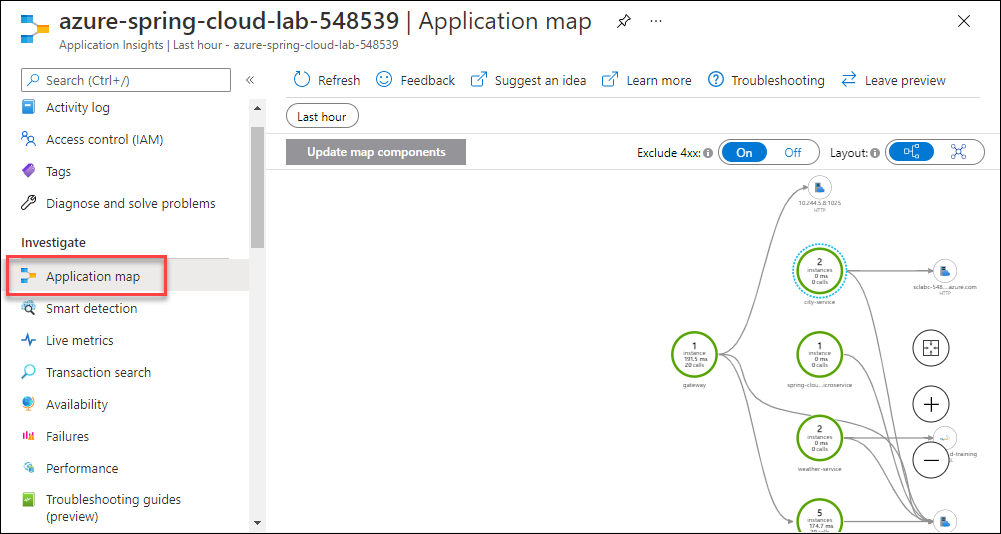 azure-spring-cloud-lab-548539 | Application map
Application Insights | Last hour - azure-spring-cloud-lab-548539
Search (Ctrl+/)
Refresh
Feedback
Suggest an idea
Learn more
Troubleshooting
Leave preview
Activity log
Access control (IAM)
Tags
Diagnose and solve problems
Investigate
Application map
Smart detection
Live metrics
Transaction search
Availability
Failures
Performance
Troubleshooting guides
(preview)
Last hour
Update map components
Exclude 4xx:
On
Off
Layout:
10.244.5.8:1025
HTTP
2
instances
0 ms
0 calls
city-service
sclabc-548...azure.com
HTTP
1
instance
191.5 ms
20 calls
gateway
1
instance
0 ms
0 calls
spring-clou...icroservice
2
instances
0 ms
0 calls
weather-service
d-training
5
instances
174.7 ms